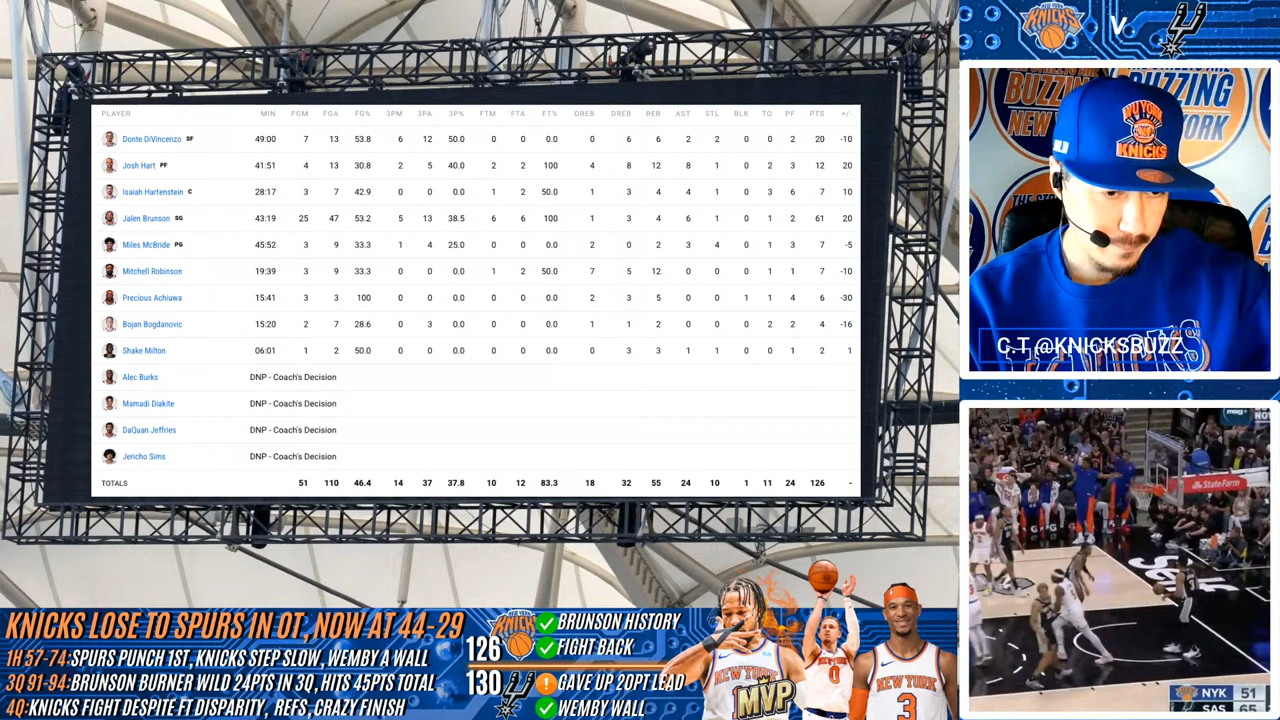 KNICKS
V
PLAYER MIN FGM FGA FG% 3PM 3PA 3P% FTM FTA FT% OREB DREB REB AST STL BLK TO PF PTS +/-
Donte DiVincenzo SF 49:00 7 13 53.8 6 12 50.0 0 0 0.0 0 6 6 2 2 0 0 2 20 -10
Josh Hart PF 41:51 4 13 30.8 2 5 40.0 2 2 100 4 8 12 8 1 0 2 3 12 20
Isaiah Hartenstein C 28:17 3 7 42.9 0 0 0.0 1 2 50.0 1 3 4 4 1 0 3 6 7 10
Jalen Brunson SG 43:19 25 47 53.2 5 13 38.5 6 6 100 1 3 4 6 1 0 1 2 61 20
Miles McBride PG 45:52 3 9 33.3 1 4 25.0 0 0 0.0 2 0 2 3 4 0 1 3 7 -5
Mitchell Robinson 19:39 3 9 33.3 0 0 0.0 1 2 50.0 7 5 12 0 0 0 1 1 7 -10
Precious Achiuwa 15:41 3 3 100 0 0 0.0 0 0 0.0 2 3 5 0 0 1 1 4 6 -30
Bojan Bogdanovic 15:20 2 7 28.6 0 3 0.0 0 0 0.0 1 1 2 0 0 0 2 2 4 -16
Shake Milton 06:01 1 2 50.0 0 0 0.0 0 0 0.0 0 3 3 1 1 0 0 1 2 1
Alec Burks DNP - Coach's Decision
Mamadi Diakite DNP - Coach's Decision
DaQuan Jeffries DNP - Coach's Decision
Jericho Sims DNP - Coach's Decision
TOTALS 51 110 46.4 14 37 37.8 10 12 83.3 18 32 55 24 10 1 11 24 126 -
BUZZING
NEW
BUZZING
YORK
KNICKS
C.T @KNICKSBUZZ
StateForm
NYK 51
SAS 65
KNICKS LOSE TO SPURS IN OT, NOW AT 44-29
1H 57-74:SPURS PUNCH 1ST, KNICKS STEP SLOW, WEMBY A WALL
3Q 91-94:BRUNSON BURNER WILD 24PTS IN 3Q, HITS 45PTS TOTAL
4Q:KNICKS FIGHT DESPITE FT DISPARITY, REFS, CRAZY FINISH
126
130
BRUNSON HISTORY
FIGHT BACK
GAVE UP 20PT LEAD
WEMBY WALL
NEW YORK
MVP
0
NEW YORK
3